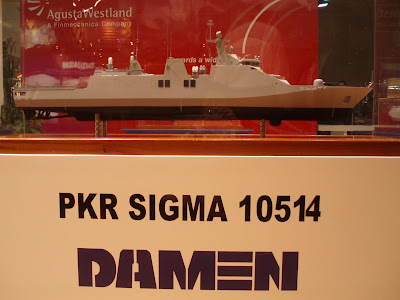 AgustaWestland
A Finmeccanica Company
PKR SIGMA 10514
DAMEN